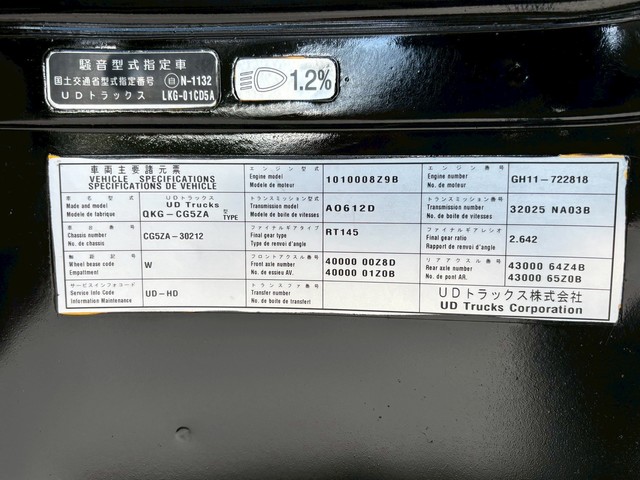 騒音型式指定車
国土交通省型式指定番号 自 N-1132
UDトラックス LKG-01CD5A
1.2%
車両主要諸元素
VEHICLE SPECIFICATIONS
SPECIFICATIONS DE VEHICLE
エンジン型式
Engine model
Modele de moteur
1010008Z9B
エンジン番号
Engine number
No. de moteur
GH11-722818
車名型式
Made and model
Modele de fabrique
UDトラックス
UD Trucks
QKG-CG5ZA 型 TYPE
トランスミッション型式
Transmission model
Modele de boite de vitesses
A0612D
トランスミッション番号
Transmission number
No. de boite de vitesses
32025 NA03B
車台番号
Chassis number
No. de chassis
CG5ZA-30212
ファイナルギアタイプ
Final gear type
Type de renvoi d'angle
RT145
ファイナルギアレシオ
Final gear ratio
Rapport de renvoi d'angle
2.642
軸距記号
Wheel base code
Empattment
W
フロントアクスル番号
Front axle number
No. de essieu AV.
40000 00Z8D
40000 01Z0B
リアアクスル番号
Rear axle number
No. de pont AR.
43000 64Z4B
43000 65Z0B
サービスインフォコード
Service Info Code
Information Maintenance
UD-HD
トランスファ番号
Transfer number
No. de boite de transfert
UDトラックス株式会社
UD Trucks Corporation